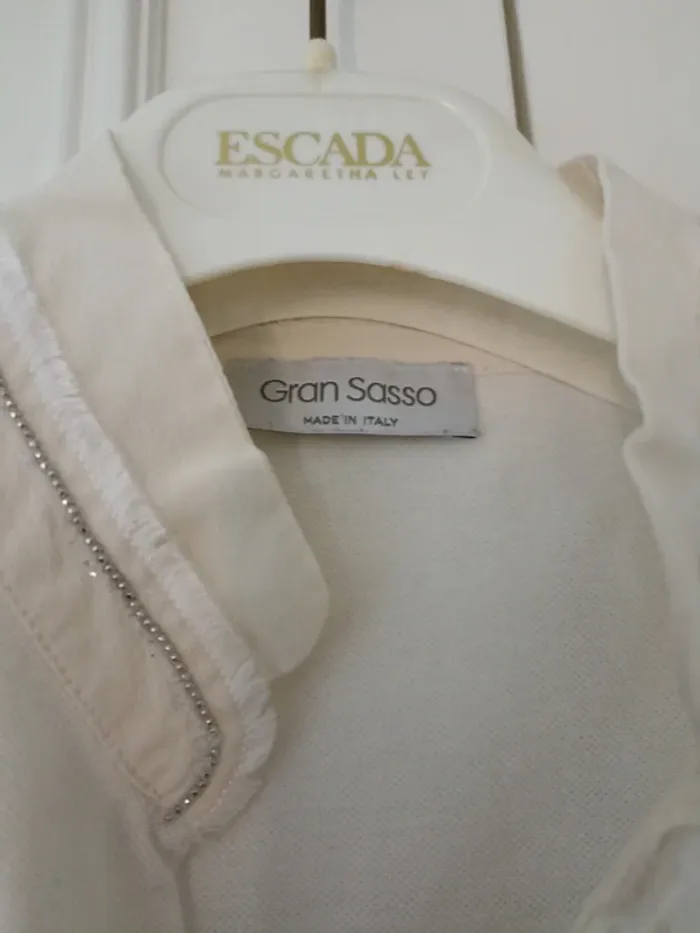 ESCADA
MARGARETHA LEY
Gran Sasso
MADE IN ITALY